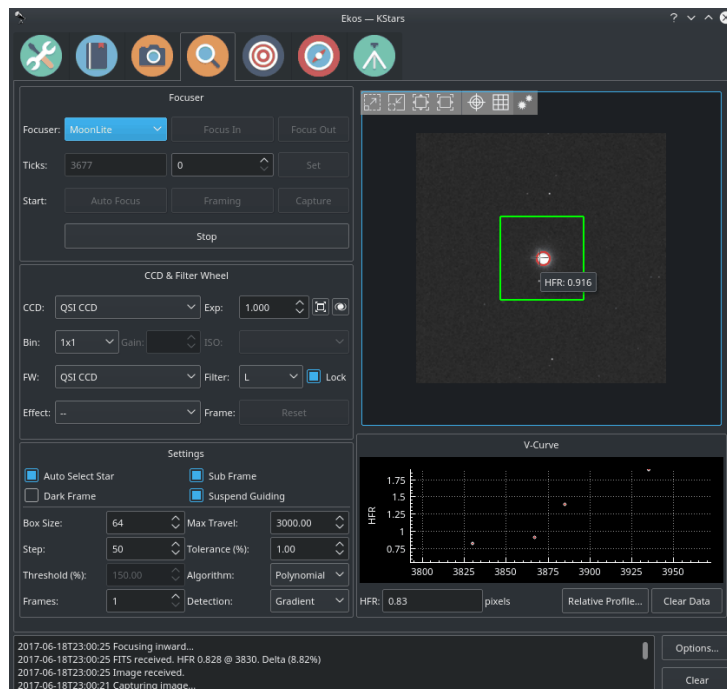 Ekos — KStars
Focuser
Focuser: MoonLite Focus In Focus Out
Ticks: 3677 0 Set
Start: Auto Focus Framing Capture
Stop
CCD & Filter Wheel
CCD: QSI CCD Exp: 1.000
Bin: 1x1 Gain: ISO:
FW: QSI CCD Filter: L Lock
Effect: -- Frame: Reset
Settings
Auto Select Star Sub Frame
Dark Frame Suspend Guiding
Box Size: 64 Max Travel: 3000.00
Step: 50 Tolerance (%): 1.00
Threshold (%): 150.00 Algorithm: Polynomial
Frames: 1 Detection: Gradient
HFR: 0.916
V-Curve
HFR
1.75
1.5
1.25
1
0.75
3800 3825 3850 3875 3900 3925 3950
HFR: 0.83 pixels Relative Profile... Clear Data
2017-06-18T23:00:25 Focusing inward...
2017-06-18T23:00:25 FITS received. HFR 0.828 @ 3830. Delta (8.82%)
2017-06-18T23:00:25 Image received.
2017-06-18T23:00:21 Capturing image...
Options...
Clear